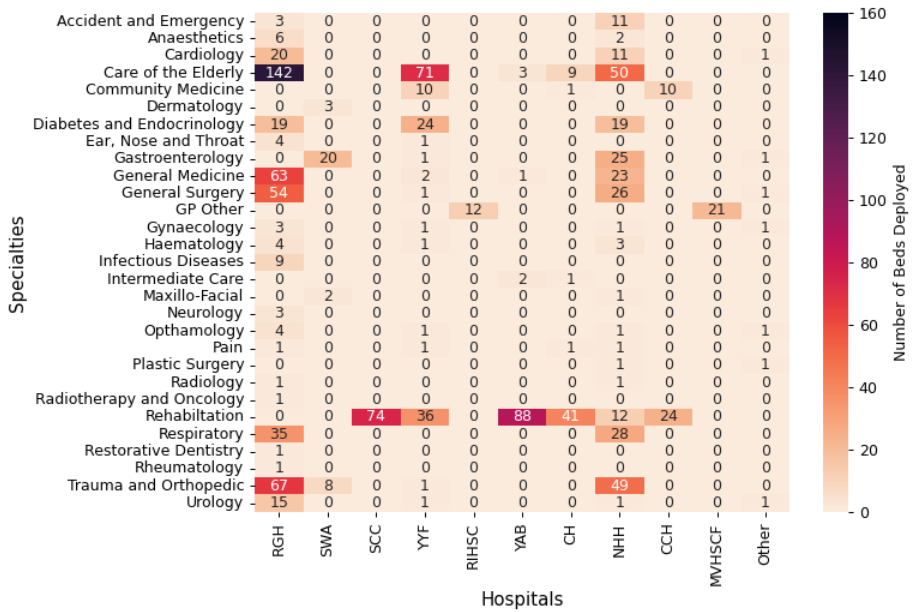 Accident and Emergency 3 0 0 0 0 0 0 11 0 0 0
Anaesthetics 6 0 0 0 0 0 0 2 0 0 0
Cardiology 20 0 0 0 0 0 0 11 0 0 1
Care of the Elderly 142 0 0 71 0 3 9 50 0 0 0
Community Medicine 0 0 0 10 0 0 1 0 10 0 0
Dermatology 0 3 0 0 0 0 0 0 0 0 0
Diabetes and Endocrinology 19 0 0 24 0 0 0 19 0 0 0
Ear, Nose and Throat 4 0 0 1 0 0 0 0 0 0 0
Gastroenterology 0 20 0 1 0 0 0 25 0 0 1
General Medicine 63 0 0 2 0 1 0 23 0 0 0
General Surgery 54 0 0 1 0 0 0 26 0 0 1
GP Other 0 0 0 0 12 0 0 0 0 21 0
Gynaecology 3 0 0 1 0 0 0 1 0 0 1
Haematology 4 0 0 1 0 0 0 3 0 0 0
Infectious Diseases 9 0 0 0 0 0 0 0 0 0 0
Intermediate Care 0 0 0 0 0 2 1 0 0 0 0
Maxillo-Facial 0 2 0 0 0 0 0 1 0 0 0
Neurology 3 0 0 0 0 0 0 0 0 0 0
Opthamology 4 0 0 1 0 0 0 1 0 0 1
Pain 1 0 0 1 0 0 1 1 0 0 0
Plastic Surgery 0 0 0 0 0 0 0 1 0 0 1
Radiology 1 0 0 0 0 0 0 1 0 0 0
Radiotherapy and Oncology 1 0 0 0 0 0 0 0 0 0 0
Rehabiltation 0 0 74 36 0 88 41 12 24 0 0
Respiratory 35 0 0 0 0 0 0 28 0 0 0
Restorative Dentistry 1 0 0 0 0 0 0 0 0 0 0
Rheumatology 1 0 0 0 0 0 0 0 0 0 0
Trauma and Orthopedic 67 8 0 1 0 0 0 49 0 0 0
Urology 15 0 0 1 0 0 0 1 0 0 1
RGH SWA SCC YYF RIHSC YAB CH NHH CCH MVHSCF Other
Hospitals
Specialties
160
140
120
100
80
60
40
20
0
Number of Beds Deployed